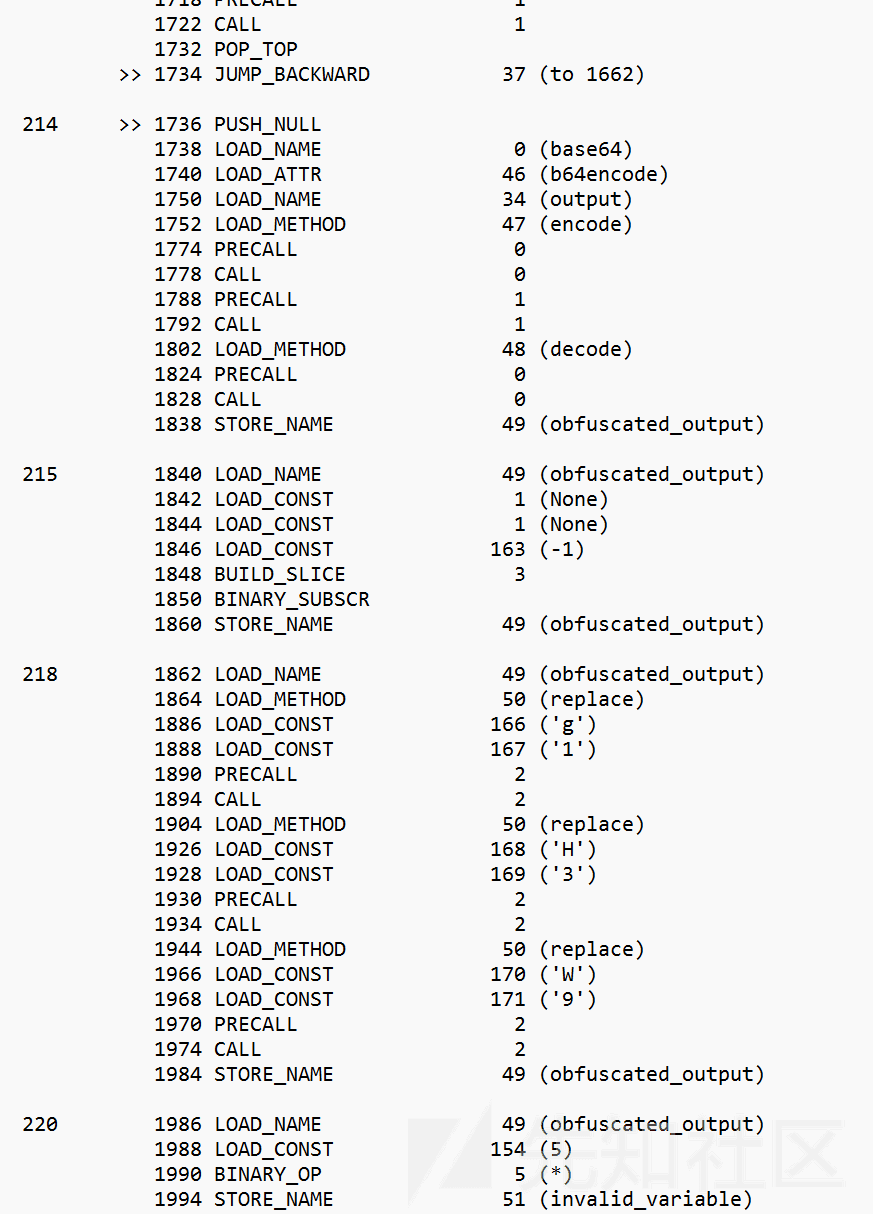 1718 PRECALL 1
1722 CALL 1
1732 POP_TOP
>> 1734 JUMP_BACKWARD 37 (to 1662)
214 >> 1736 PUSH_NULL
1738 LOAD_NAME 0 (base64)
1740 LOAD_ATTR 46 (b64encode)
1750 LOAD_NAME 34 (output)
1752 LOAD_METHOD 47 (encode)
1774 PRECALL 0
1778 CALL 0
1788 PRECALL 1
1792 CALL 1
1802 LOAD_METHOD 48 (decode)
1824 PRECALL 0
1828 CALL 0
1838 STORE_NAME 49 (obfuscated_output)
215 1840 LOAD_NAME 49 (obfuscated_output)
1842 LOAD_CONST 1 (None)
1844 LOAD_CONST 1 (None)
1846 LOAD_CONST 163 (-1)
1848 BUILD_SLICE 3
1850 BINARY_SUBSCR
1860 STORE_NAME 49 (obfuscated_output)
218 1862 LOAD_NAME 49 (obfuscated_output)
1864 LOAD_METHOD 50 (replace)
1886 LOAD_CONST 166 ('g')
1888 LOAD_CONST 167 ('1')
1890 PRECALL 2
1894 CALL 2
1904 LOAD_METHOD 50 (replace)
1926 LOAD_CONST 168 ('H')
1928 LOAD_CONST 169 ('3')
1930 PRECALL 2
1934 CALL 2
1944 LOAD_METHOD 50 (replace)
1966 LOAD_CONST 170 ('W')
1968 LOAD_CONST 171 ('9')
1970 PRECALL 2
1974 CALL 2
1984 STORE_NAME 49 (obfuscated_output)
220 1986 LOAD_NAME 49 (obfuscated_output)
1988 LOAD_CONST 154 (5)
1990 BINARY_OP 5 (*)
1994 STORE_NAME 51 (invalid_variable)
先知社区